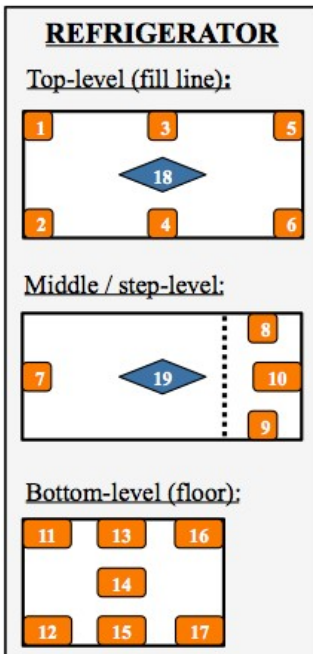 REFRIGERATOR
Top-level (fill line):
1 3 5
18
2 4 6
Middle / step-level:
8
7 19 10
9
Bottom-level (floor):
11 13 16
14
12 15 17